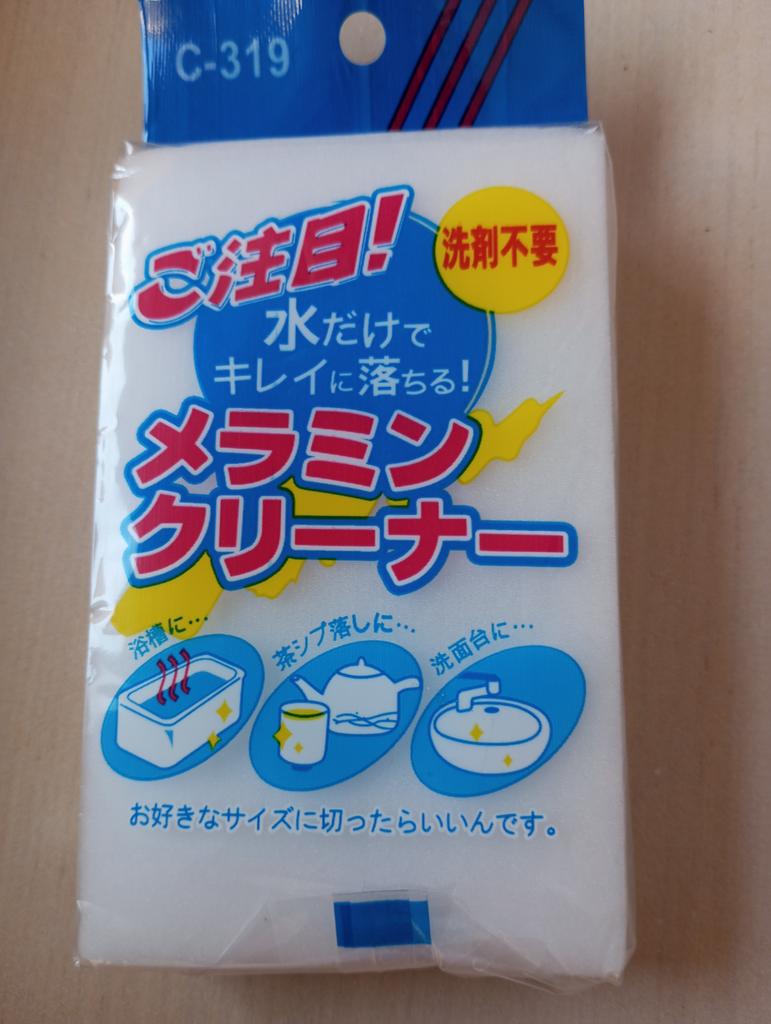 C-319
ご注目!
洗剤不要
水だけで
キレイに落ちる!
メラミン
クリーナー
浴槽に…
茶シブ落しに…
洗面台に…
お好きなサイズに切ったらいいんです。